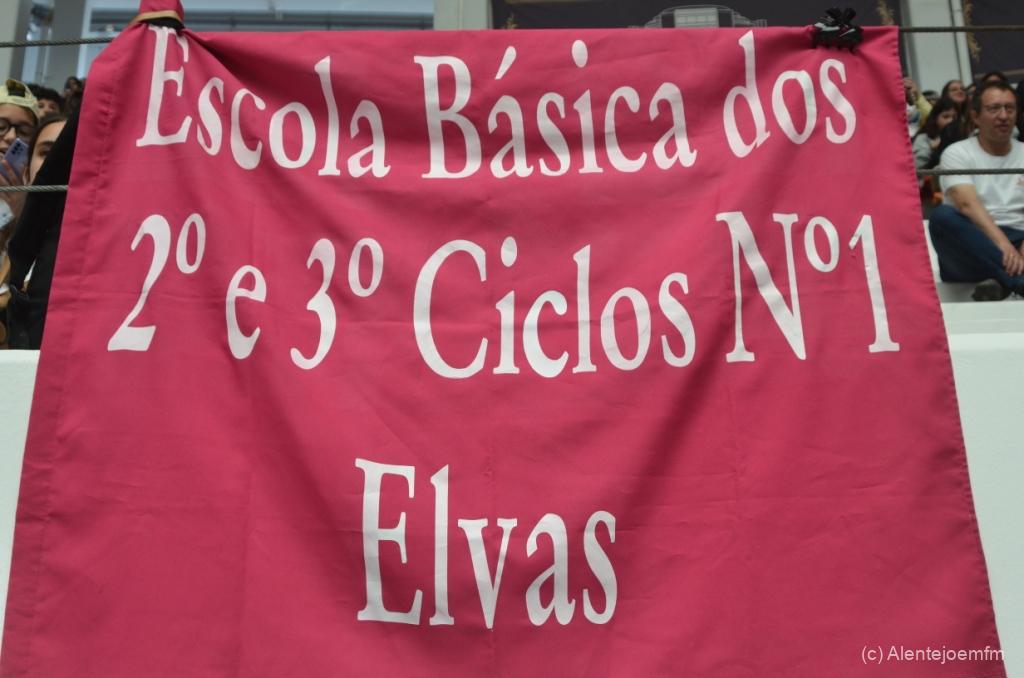 Escola Básica dos
2º e 3º Ciclos Nº1
Elvas
(c) Alentejoemfm